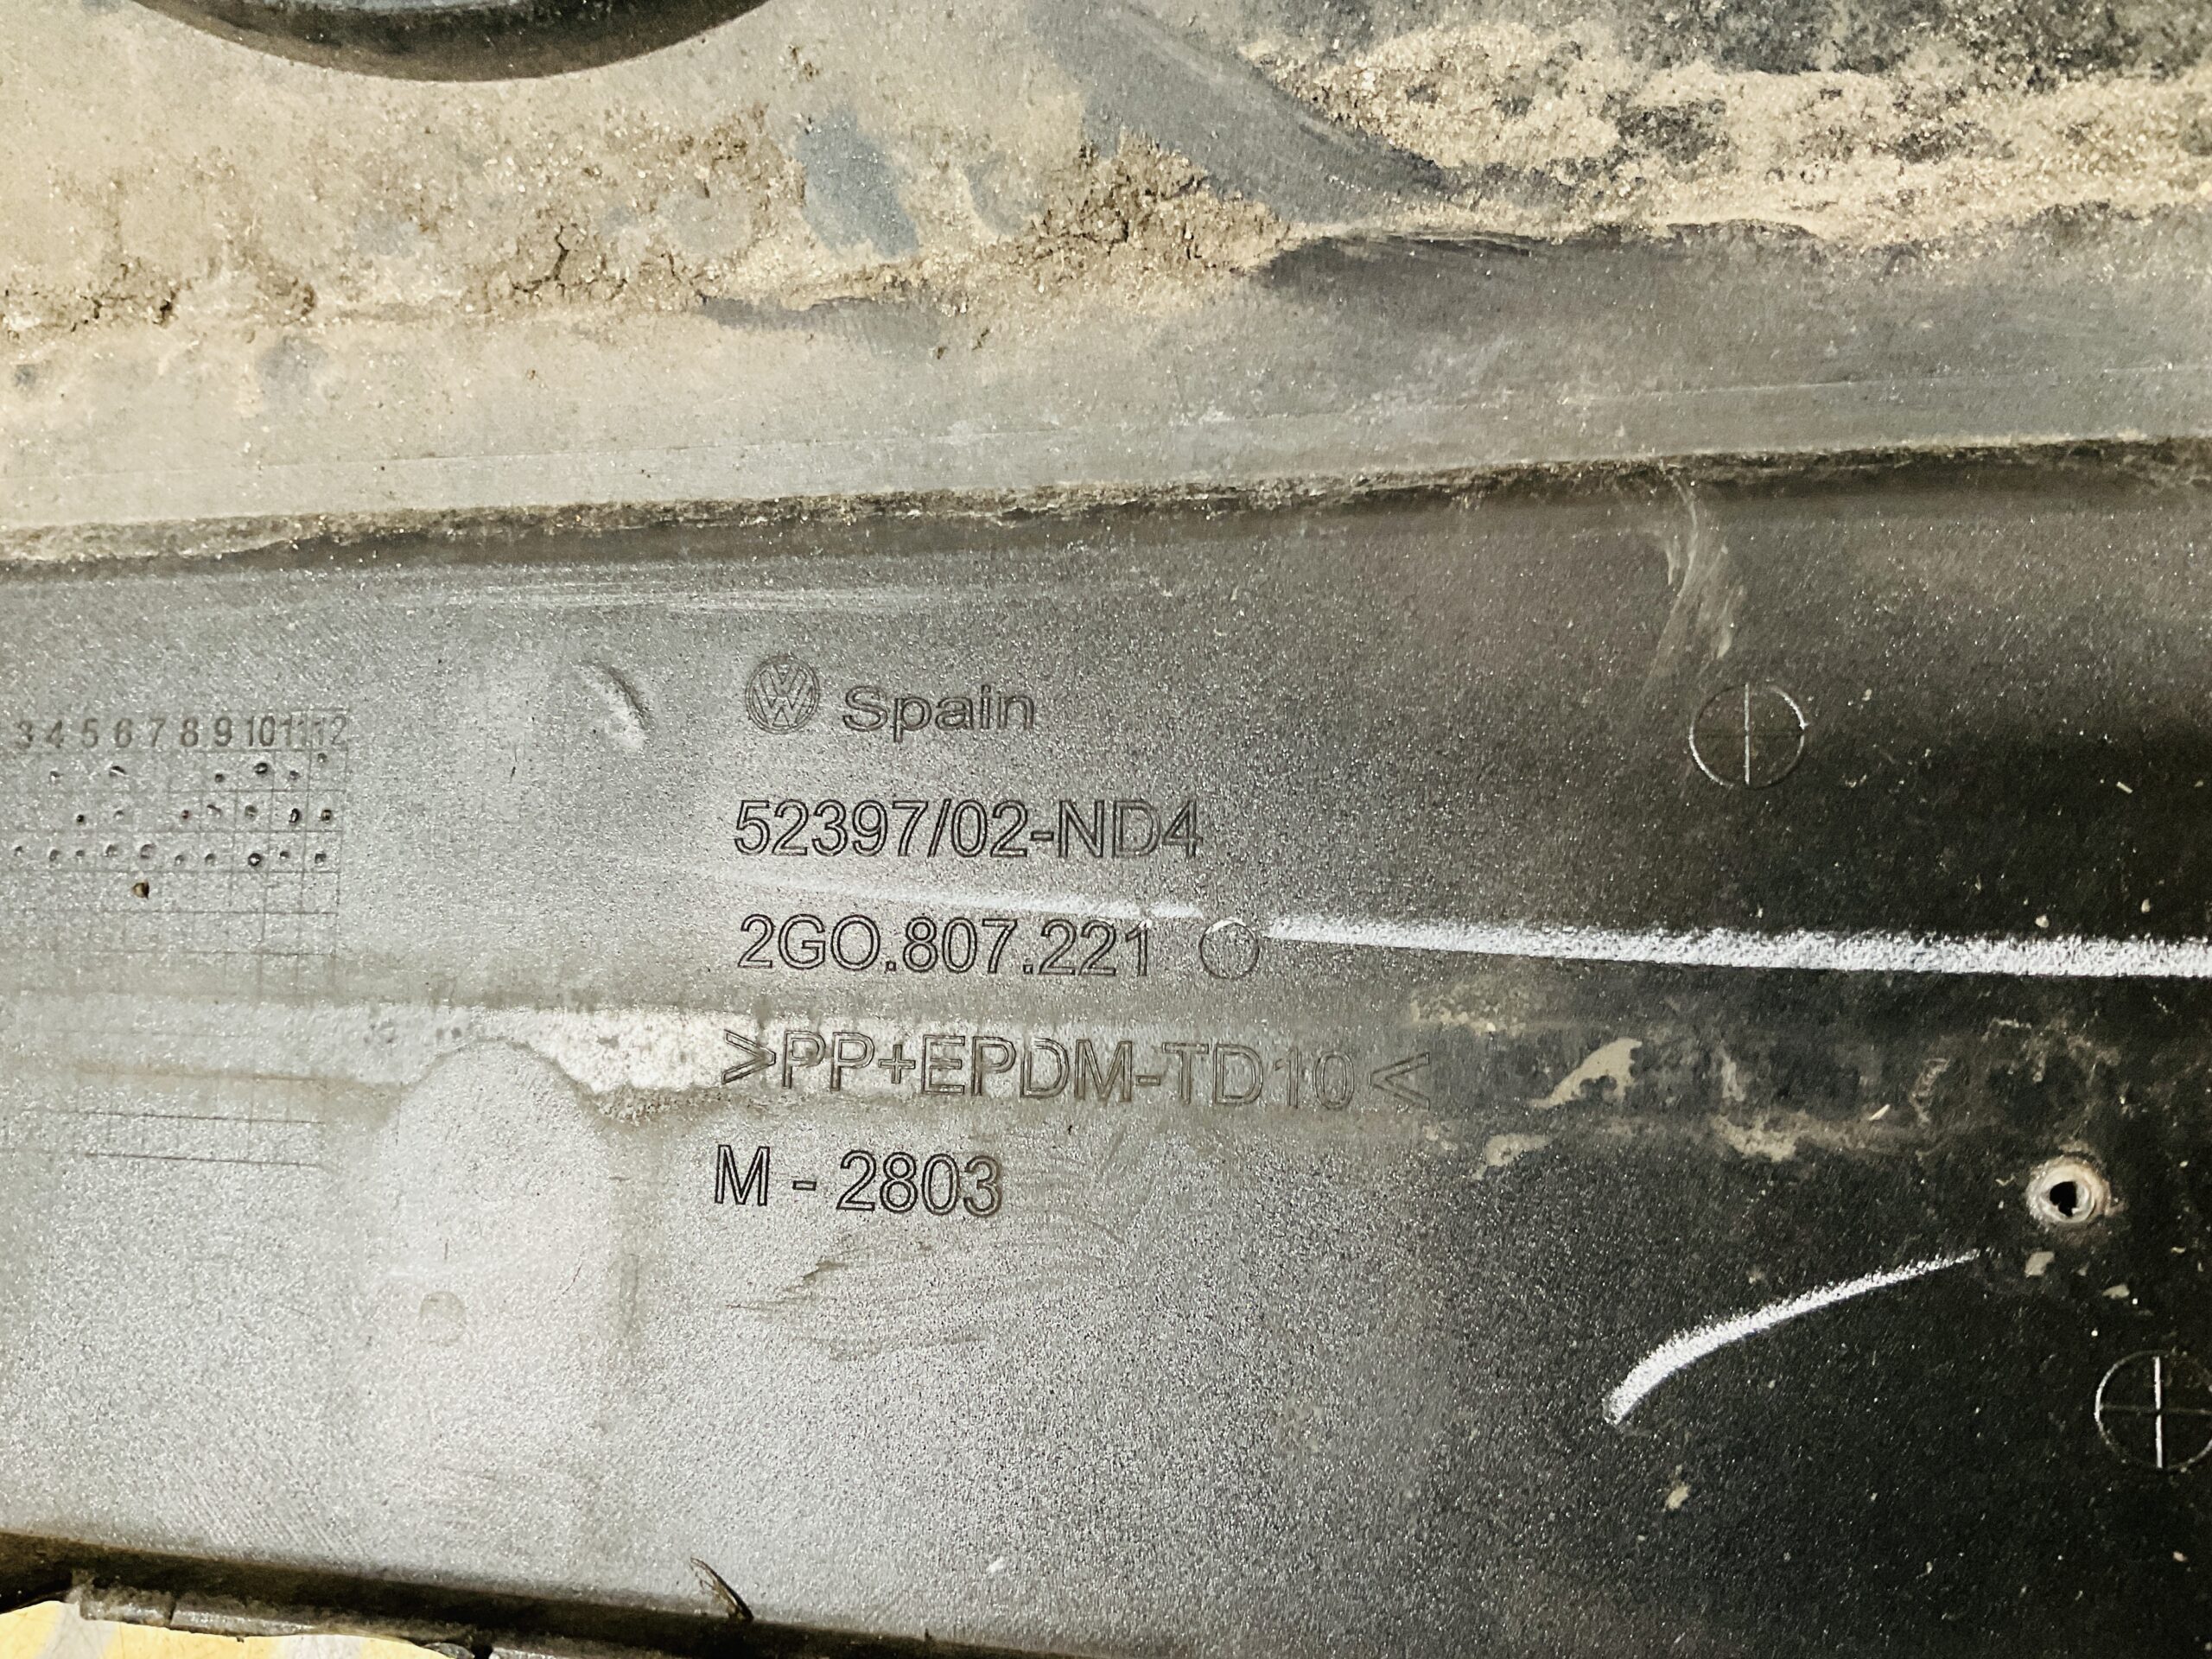 3 4 5 6 7 8 9 10 11 12
VW Spain
52397/02-ND4
2GO.807.221
>PP+EPDM-TD10<
M - 2803